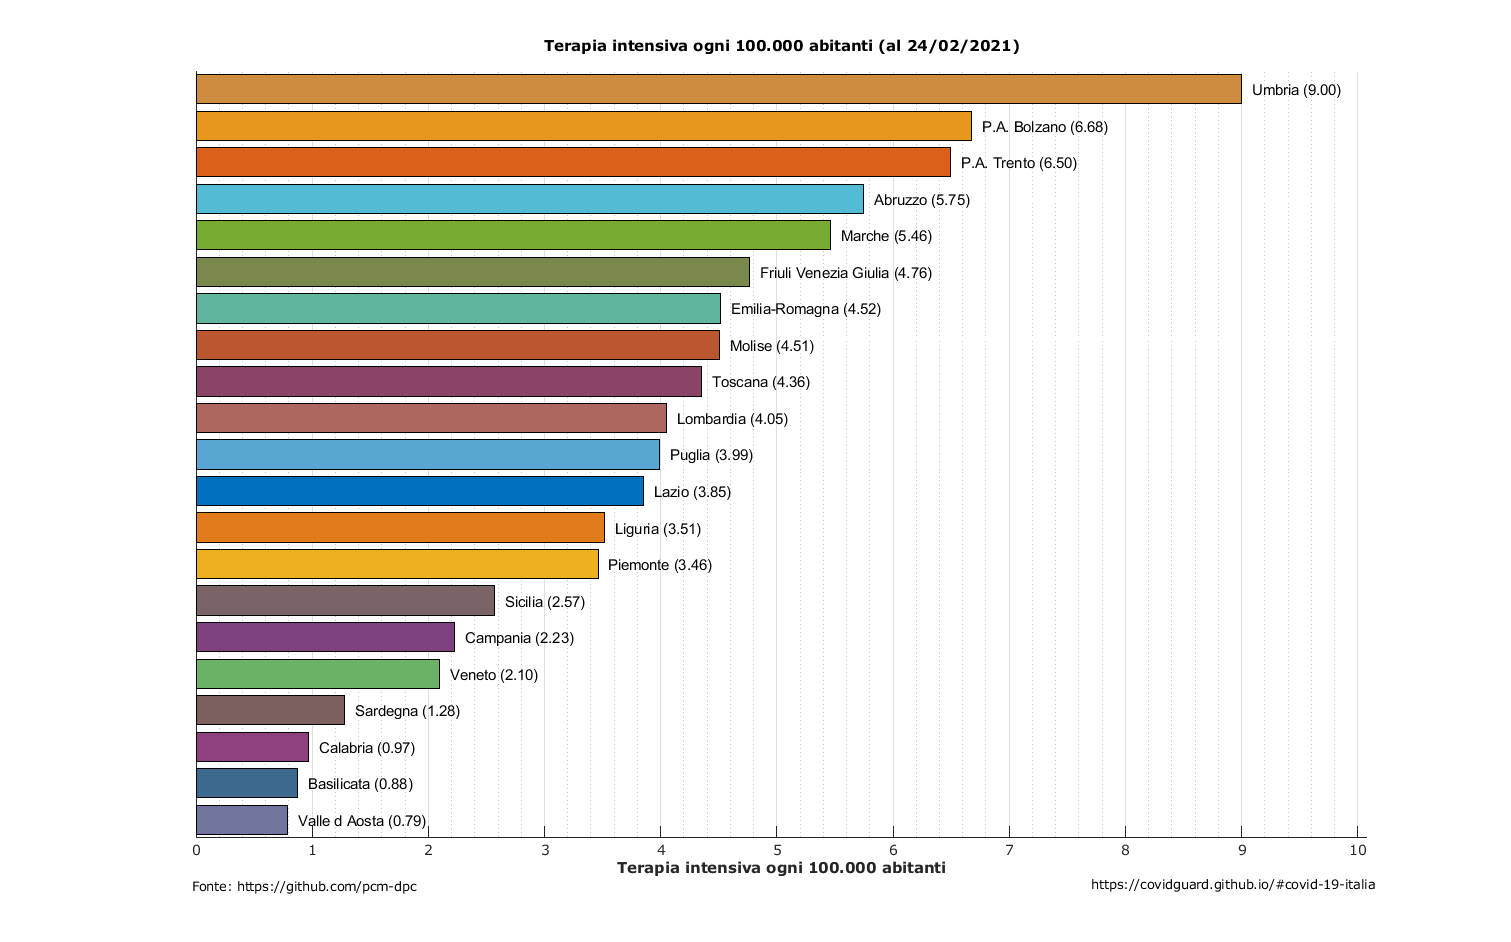 Terapia intensiva ogni 100.000 abitanti (al 24/02/2021)
Umbria (9.00)
P.A. Bolzano (6.68)
P.A. Trento (6.50)
Abruzzo (5.75)
Marche (5.46)
Friuli Venezia Giulia (4.76)
Emilia-Romagna (4.52)
Molise (4.51)
Toscana (4.36)
Lombardia (4.05)
Puglia (3.99)
Lazio (3.85)
Liguria (3.51)
Piemonte (3.46)
Sicilia (2.57)
Campania (2.23)
Veneto (2.10)
Sardegna (1.28)
Calabria (0.97)
Basilicata (0.88)
Valle d Aosta (0.79)
0 1 2 3 4 5 6 7 8 9 10
Terapia intensiva ogni 100.000 abitanti
Fonte: https://github.com/pcm-dpc
https://covidguard.github.io/#covid-19-italia